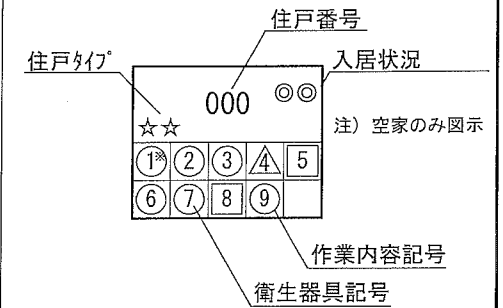 住戸番号
住戸ﾀｲﾌﾟ
入居状況
000 ◎◎
☆☆
注）空家のみ図示
①※ ② ③ 4 5
⑥ ⑦ 8 ⑨
作業内容記号
衛生器具記号